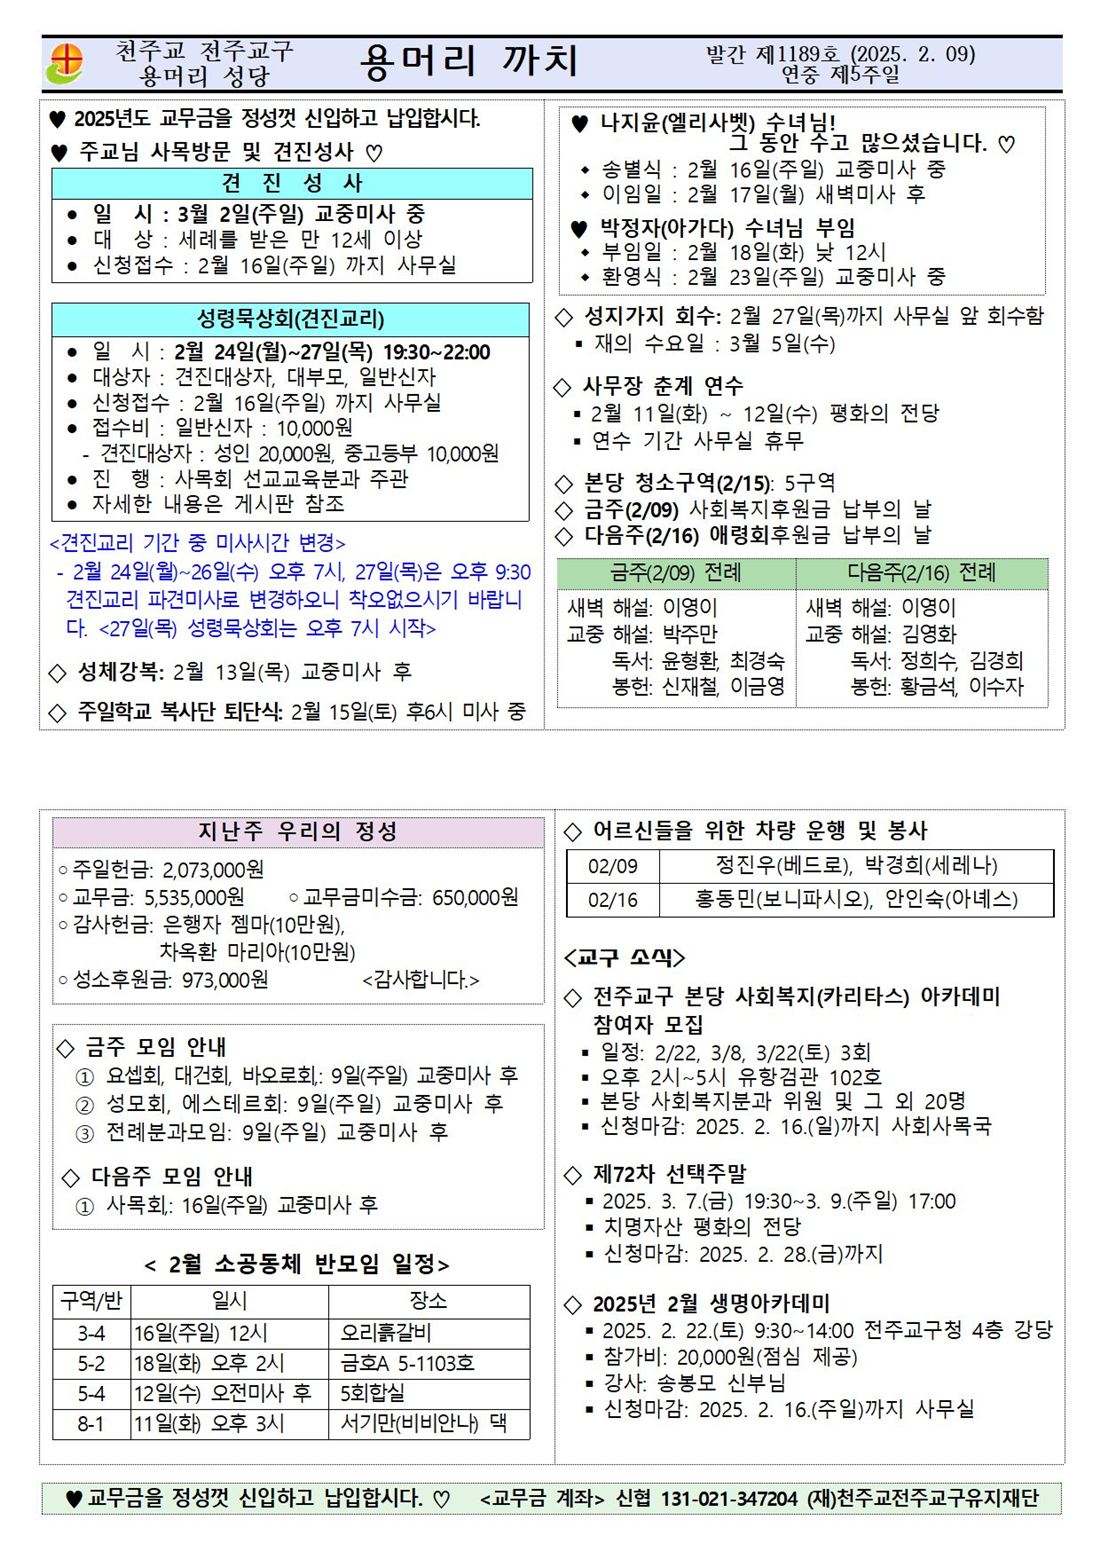 천주교 전주교구
용머리 성당
용머리 까치
발간 제1189호 (2025. 2. 09)
연중 제5주일
♥ 2025년도 교무금을 정성껏 신입하고 납입합시다.
♥ 주교님 사목방문 및 견진성사 ♡
견 진 성 사
● 일 시 : 3월 2일(주일) 교중미사 중
● 대 상 : 세례를 받은 만 12세 이상
● 신청접수 : 2월 16일(주일) 까지 사무실
성령묵상회(견진교리)
● 일 시 : 2월 24일(월)~27일(목) 19:30~22:00
● 대상자 : 견진대상자, 대부모, 일반신자
● 신청접수 : 2월 16일(주일) 까지 사무실
● 접수비 : 일반신자 : 10,000원
- 견진대상자 : 성인 20,000원, 중고등부 10,000원
● 진 행 : 사목회 선교교육분과 주관
● 자세한 내용은 게시판 참조
<견진교리 기간 중 미사시간 변경>
- 2월 24일(월)~26일(수) 오후 7시, 27일(목)은 오후 9:30
견진교리 파견미사로 변경하오니 착오없으시기 바랍니
다. <27일(목) 성령묵상회는 오후 7시 시작>
◇ 성체강복: 2월 13일(목) 교중미사 후
◇ 주일학교 복사단 퇴단식: 2월 15일(토) 후6시 미사 중
♥ 나지윤(엘리사벳) 수녀님!
그 동안 수고 많으셨습니다. ♡
◆ 송별식 : 2월 16일(주일) 교중미사 중
◆ 이임일 : 2월 17일(월) 새벽미사 후
♥ 박정자(아가다) 수녀님 부임
◆ 부임일 : 2월 18일(화) 낮 12시
◆ 환영식 : 2월 23일(주일) 교중미사 중
◇ 성지가지 회수: 2월 27일(목)까지 사무실 앞 회수함
▪ 재의 수요일 : 3월 5일(수)
◇ 사무장 춘계 연수
▪ 2월 11일(화) ~ 12일(수) 평화의 전당
▪ 연수 기간 사무실 휴무
◇ 본당 청소구역(2/15): 5구역
◇ 금주(2/09) 사회복지후원금 납부의 날
◇ 다음주(2/16) 애령회후원금 납부의 날
금주(2/09) 전례 다음주(2/16) 전례
새벽 해설: 이영이 새벽 해설: 이영이
교중 해설: 박주만 교중 해설: 김영화
독서: 윤형환, 최경숙 독서: 정희수, 김경희
봉헌: 신재철, 이금영 봉헌: 황금석, 이수자
지난주 우리의 정성
○ 주일헌금: 2,073,000원
○ 교무금: 5,535,000원 ○ 교무금미수금: 650,000원
○ 감사헌금: 은행자 젬마(10만원),
차옥환 마리아(10만원)
○ 성소후원금: 973,000원 <감사합니다.>
◇ 금주 모임 안내
① 요셉회, 대건회, 바오로회,: 9일(주일) 교중미사 후
② 성모회, 에스테르회: 9일(주일) 교중미사 후
③ 전례분과모임: 9일(주일) 교중미사 후
◇ 다음주 모임 안내
① 사목회,: 16일(주일) 교중미사 후
< 2월 소공동체 반모임 일정>
구역/반 일시 장소
3-4 16일(주일) 12시 오리흙갈비
5-2 18일(화) 오후 2시 금호A 5-1103호
5-4 12일(수) 오전미사 후 5회합실
8-1 11일(화) 오후 3시 서기만(비비안나) 댁
◇ 어르신들을 위한 차량 운행 및 봉사
02/09 정진우(베드로), 박경희(세레나)
02/16 홍동민(보니파시오), 안인숙(아녜스)
<교구 소식>
◇ 전주교구 본당 사회복지(카리타스) 아카데미
참여자 모집
▪ 일정: 2/22, 3/8, 3/22(토) 3회
▪ 오후 2시~5시 유항검관 102호
▪ 본당 사회복지분과 위원 및 그 외 20명
▪ 신청마감: 2025. 2. 16.(일)까지 사회사목국
◇ 제72차 선택주말
▪ 2025. 3. 7.(금) 19:30~3. 9.(주일) 17:00
▪ 치명자산 평화의 전당
▪ 신청마감: 2025. 2. 28.(금)까지
◇ 2025년 2월 생명아카데미
▪ 2025. 2. 22.(토) 9:30~14:00 전주교구청 4층 강당
▪ 참가비: 20,000원(점심 제공)
▪ 강사: 송봉모 신부님
▪ 신청마감: 2025. 2. 16.(주일)까지 사무실
♥ 교무금을 정성껏 신입하고 납입합시다. ♡ <교무금 계좌> 신협 131-021-347204 (재)천주교전주교구유지재단